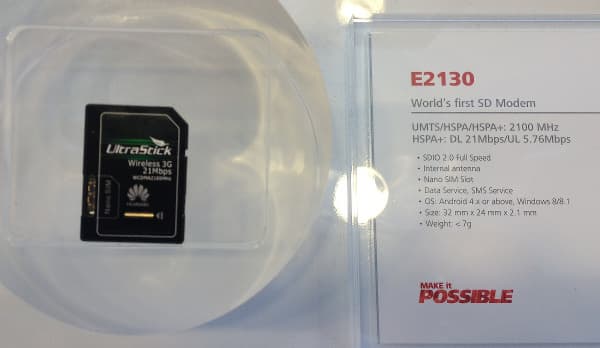 UltraStick
Wireless 3G
21Mbps
WCDMA2100MHz
Nano SIM
HUAWEI
E2130
World's first SD Modem
UMTS/HSPA/HSPA+: 2100 MHz
HSPA+: DL 21Mbps/UL 5.76Mbps
• SDIO 2.0 Full Speed
• Internal antenna
• Nano SIM Slot
• Data Service, SMS Service
• OS: Android 4.x or above, Windows 8/8.1
• Size: 32 mm x 24 mm x 2.1 mm
• Weight: < 7g
MAKE it
POSSIBLE